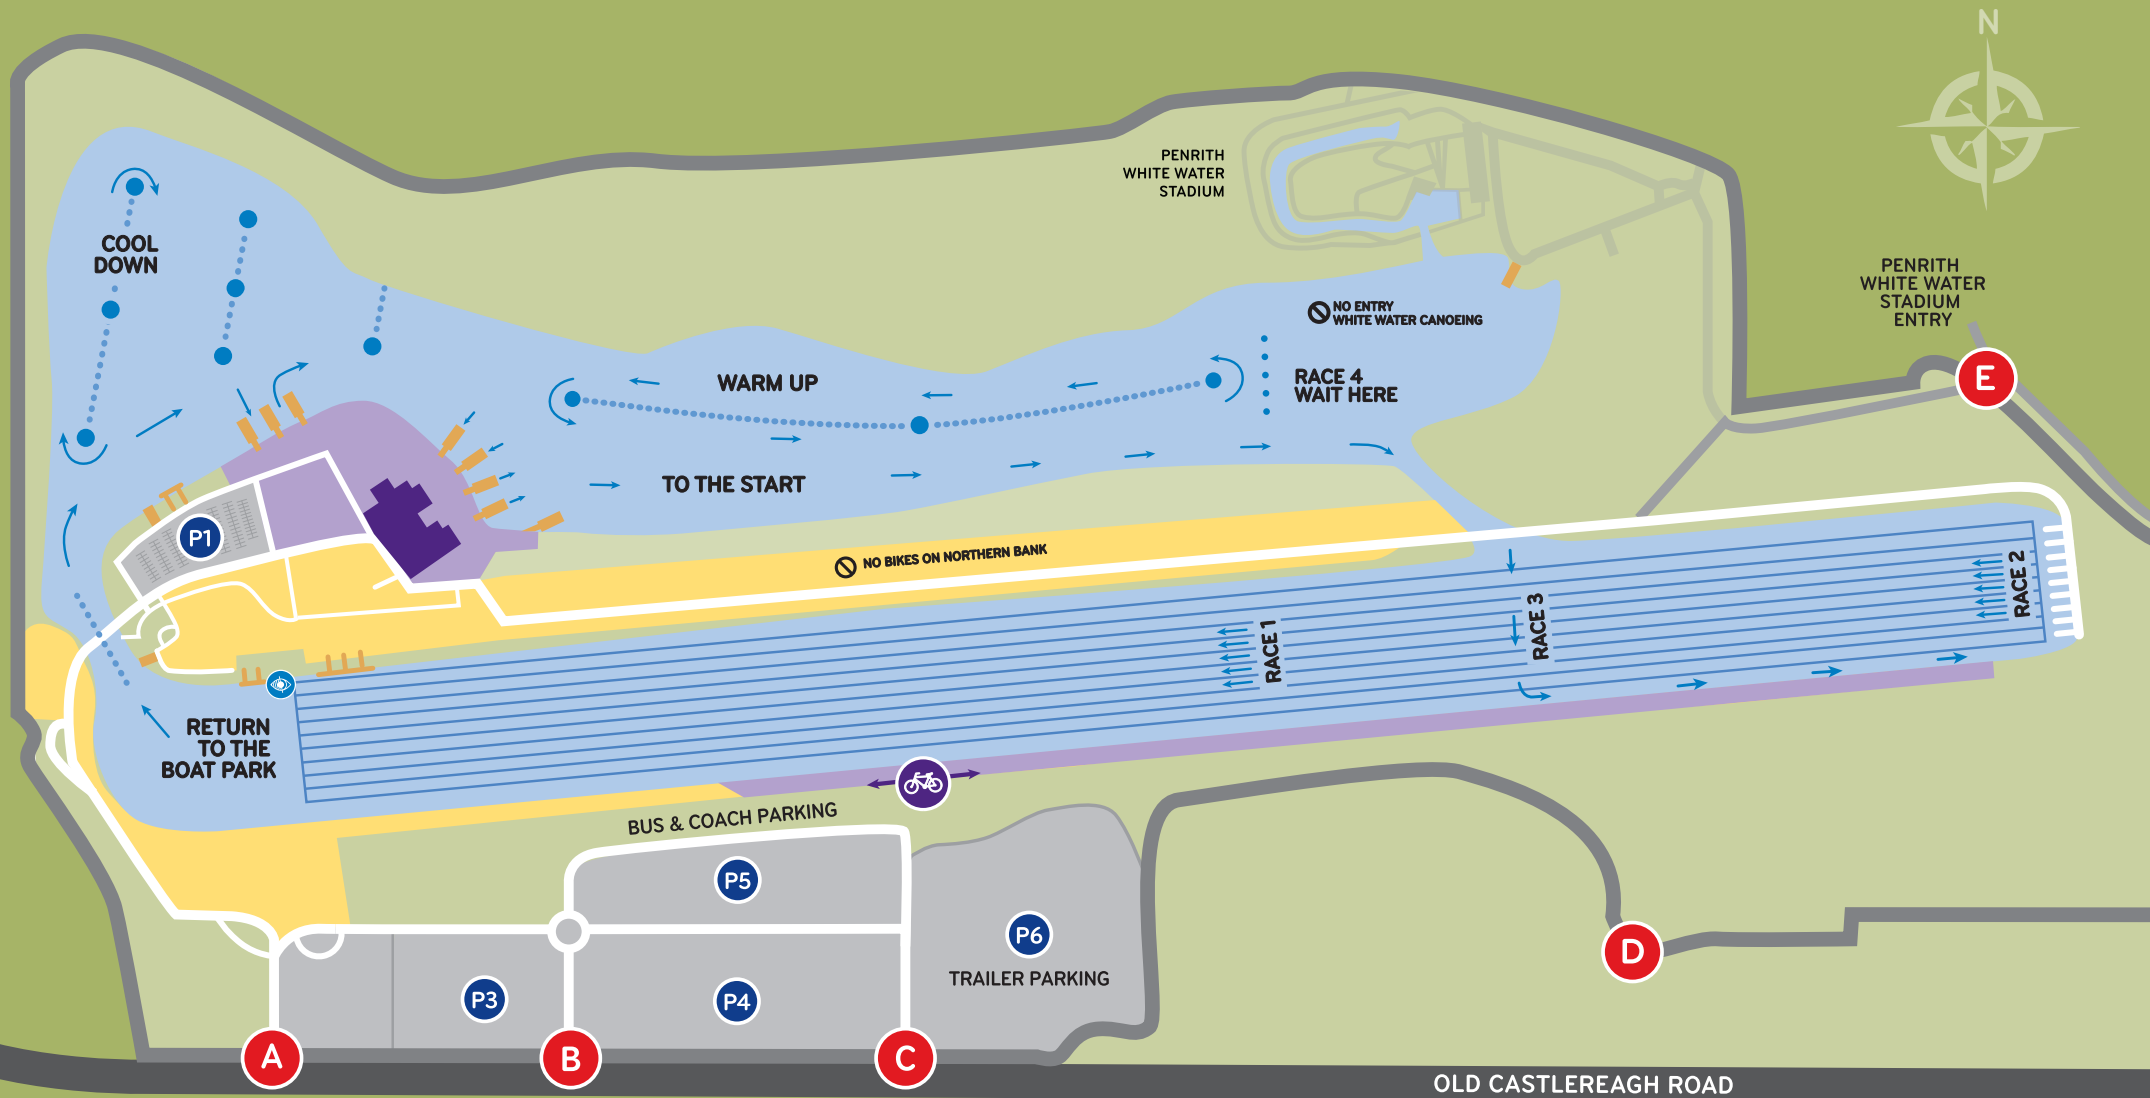 N
PENRITH
WHITE WATER
STADIUM
COOL
DOWN
PENRITH
WHITE WATER
STADIUM
ENTRY
NO ENTRY
WHITE WATER CANOEING
E
WARM UP
RACE 4
WAIT HERE
TO THE START
P1
NO BIKES ON NORTHERN BANK
RACE 1
RACE 3
RACE 2
RETURN
TO THE
BOAT PARK
BUS & COACH PARKING
P5
P6
TRAILER PARKING
D
P3
P4
A
B
C
OLD CASTLEREAGH ROAD